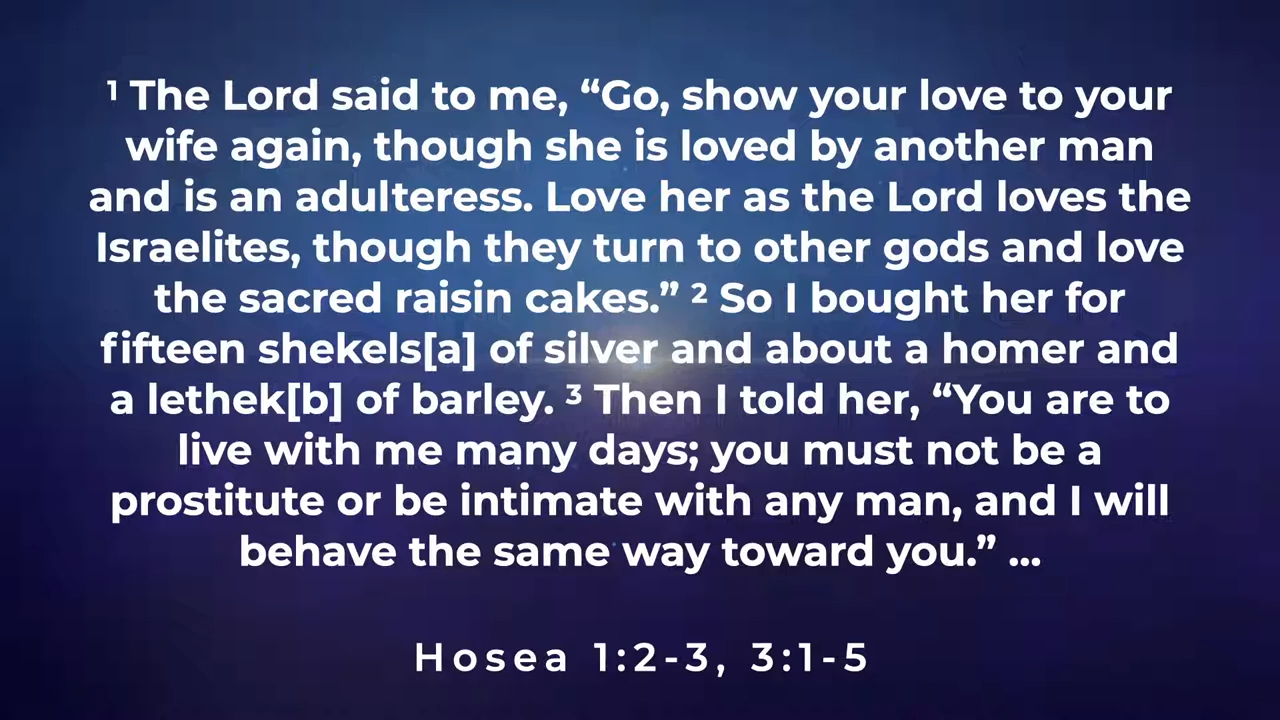 ¹ The Lord said to me, “Go, show your love to your
wife again, though she is loved by another man
and is an adulteress. Love her as the Lord loves the
Israelites, though they turn to other gods and love
the sacred raisin cakes.” ² So I bought her for
fifteen shekels[a] of silver and about a homer and
a lethek[b] of barley. ³ Then I told her, “You are to
live with me many days; you must not be a
prostitute or be intimate with any man, and I will
behave the same way toward you.” ...
Hosea 1:2-3, 3:1-5